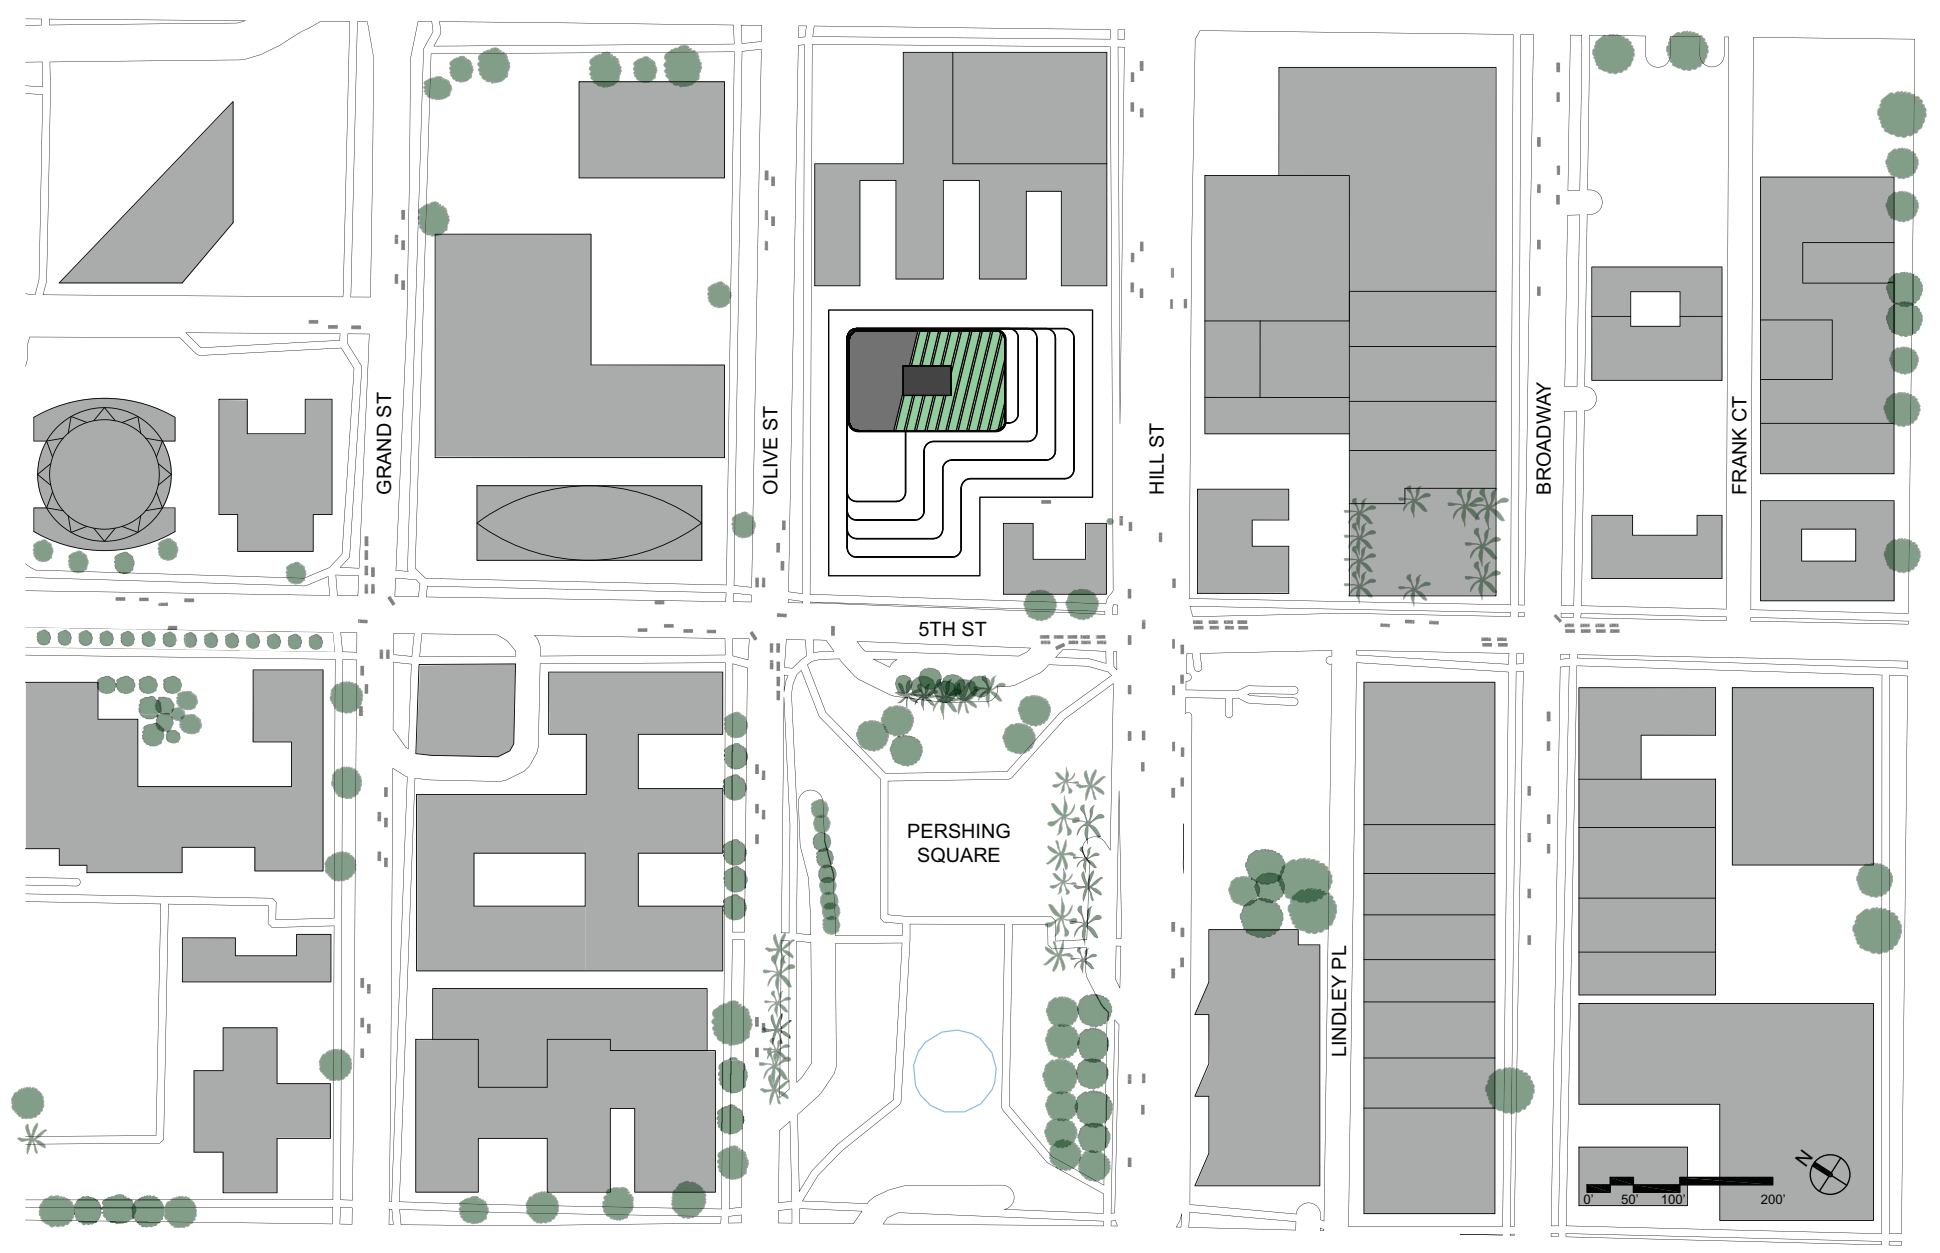 GRAND ST
OLIVE ST
HILL ST
BROADWAY
FRANK CT
5TH ST
PERSHING
SQUARE
LINDLEY PL
N
0' 50' 100' 200'